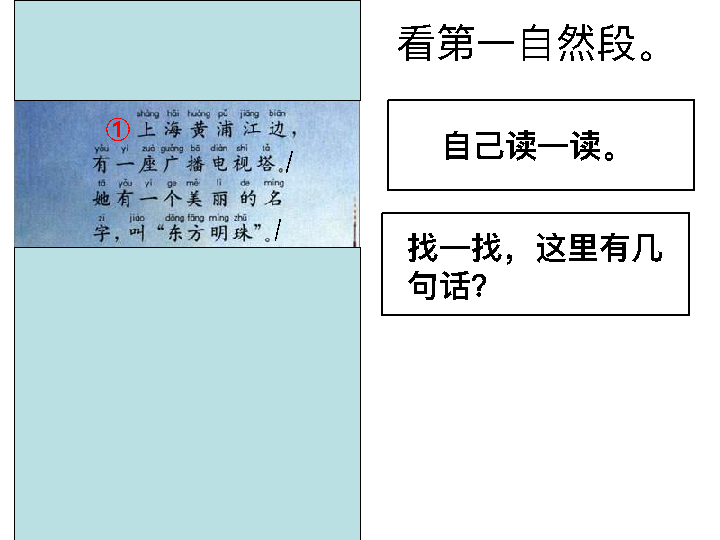 看第一自然段。
shàng hǎi huáng pǔ jiāng biān
①上海黄浦江边，
yǒu yí zuò guǎng bō diàn shì tǎ
有一座广播电视塔。/
tā yǒu yí ge měi lì de míng
她有一个美丽的名
zi jiào dōng fāng míng zhū
字，叫“东方明珠”。/
自己读一读。
找一找，这里有几
句话?